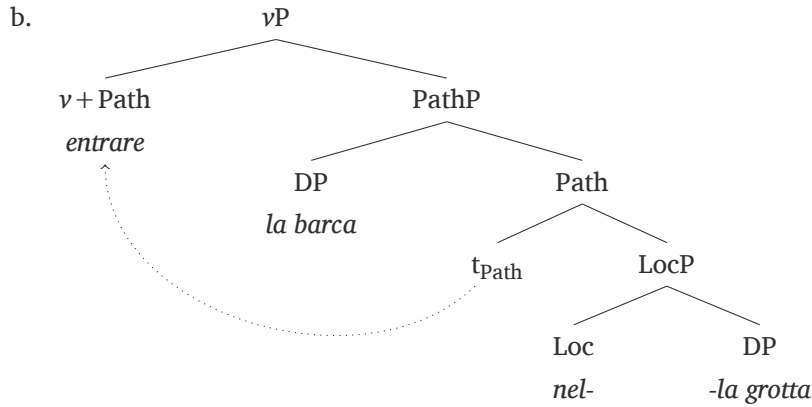 b. vP
v+Path PathP
entrare
DP Path
la barca
tPath LocP
Loc DP
nel- -la grotta